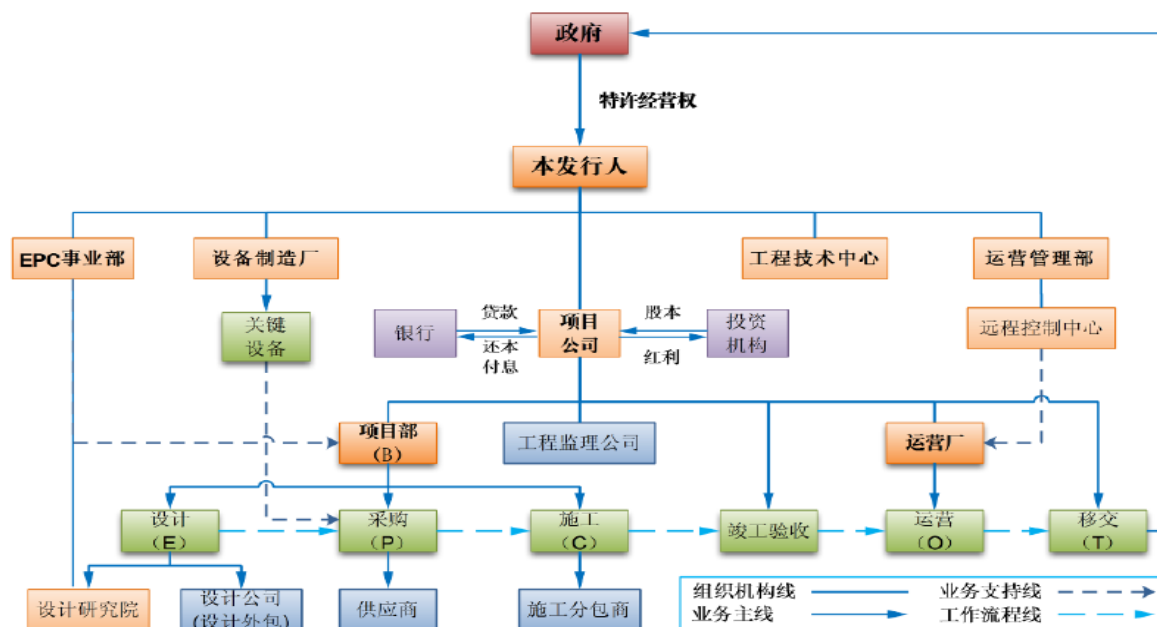 政府
特许经营权
本发行人
EPC事业部
设备制造厂
工程技术中心
运营管理部
关键
设备
银行
贷款
还本
付息
项目
公司
股本
红利
投资
机构
远程控制中心
项目部
(B)
工程监理公司
运营厂
设计
(E)
采购
(P)
施工
(C)
竣工验收
运营
(O)
移交
(T)
设计研究院
设计公司
(设计外包)
供应商
施工分包商
组织机构线
业务支持线
业务主线
工作流程线